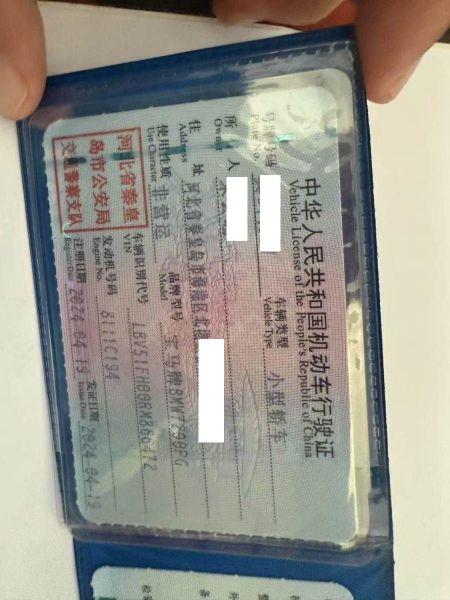 中华人民共和国机动车行驶证
Vehicle License of the People's Republic of China
号牌号码
Plate No.
车辆类型 小型轿车
Vehicle Type
所 人
Owner
住 址 河北省秦皇岛市海港区北
Address
使用性质 非营运
Use Character
品牌型号 宝马牌BMW7200PG
Model
河北省秦皇
岛市公安局
交通警察支队
车辆识别代号
VIN
发动机号码 8111C194
Engine No.
注册日期 2024-04-19
Register Date
发证日期 2024-04-19
Issue Date